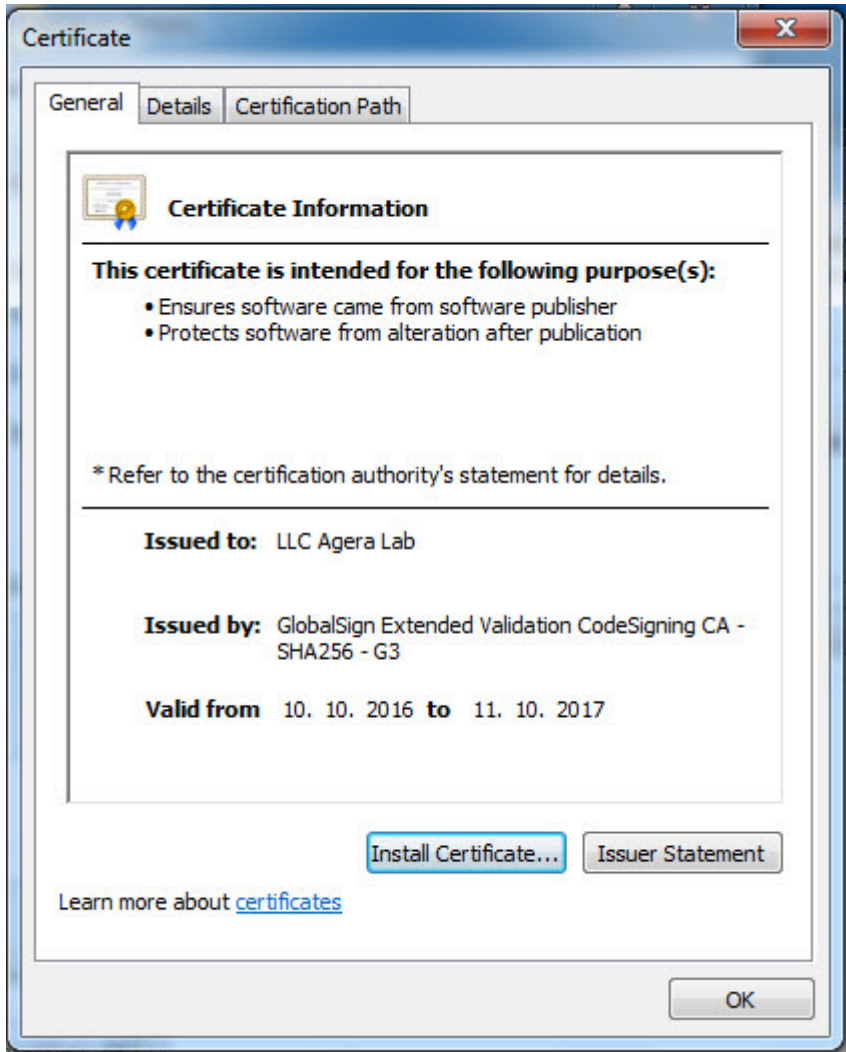 Certificate
General Details Certification Path
Certificate Information
This certificate is intended for the following purpose(s):
• Ensures software came from software publisher
• Protects software from alteration after publication
* Refer to the certification authority's statement for details.
Issued to: LLC Agera Lab
Issued by: GlobalSign Extended Validation CodeSigning CA -
SHA256 - G3
Valid from 10. 10. 2016 to 11. 10. 2017
Install Certificate... Issuer Statement
Learn more about certificates
OK